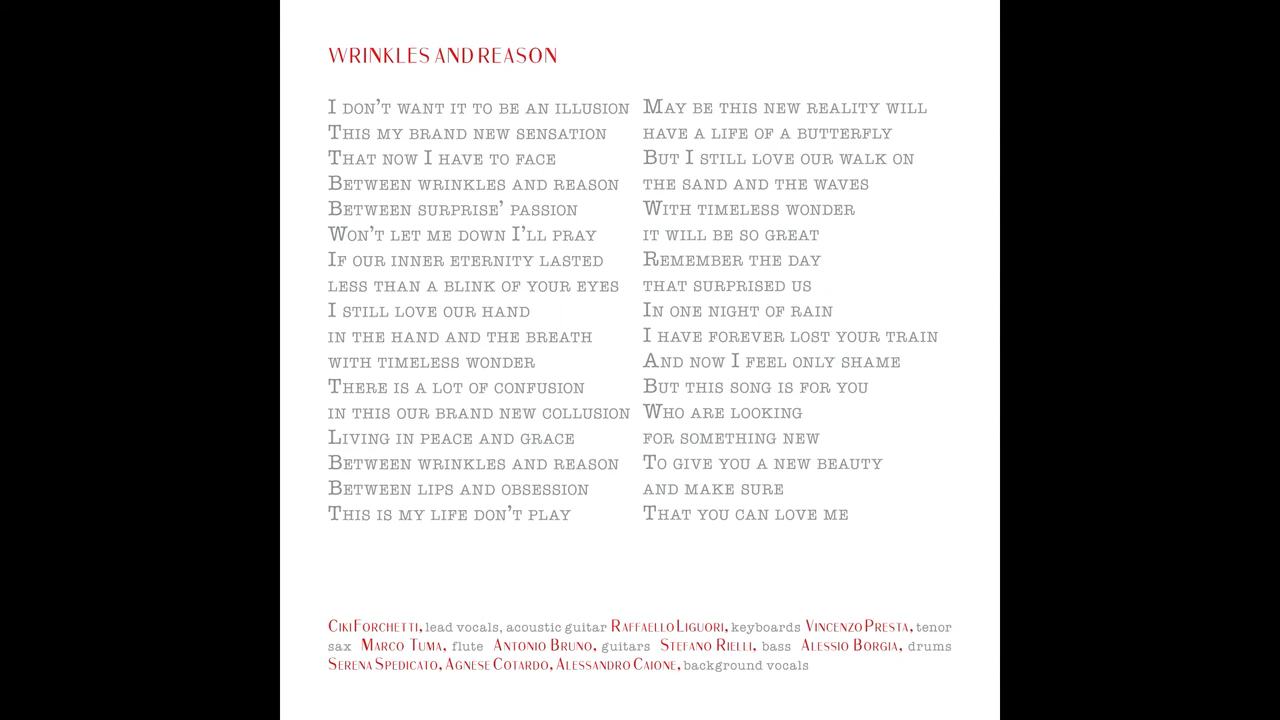 WRINKLES AND REASON
I DON'T WANT IT TO BE AN ILLUSION
THIS MY BRAND NEW SENSATION
THAT NOW I HAVE TO FACE
BETWEEN WRINKLES AND REASON
BETWEEN SURPRISE' PASSION
WON'T LET ME DOWN I'LL PRAY
IF OUR INNER ETERNITY LASTED
LESS THAN A BLINK OF YOUR EYES
I STILL LOVE OUR HAND
IN THE HAND AND THE BREATH
WITH TIMELESS WONDER
THERE IS A LOT OF CONFUSION
IN THIS OUR BRAND NEW COLLUSION
LIVING IN PEACE AND GRACE
BETWEEN WRINKLES AND REASON
BETWEEN LIPS AND OBSESSION
THIS IS MY LIFE DON'T PLAY
MAY BE THIS NEW REALITY WILL
HAVE A LIFE OF A BUTTERFLY
BUT I STILL LOVE OUR WALK ON
THE SAND AND THE WAVES
WITH TIMELESS WONDER
IT WILL BE SO GREAT
REMEMBER THE DAY
THAT SURPRISED US
IN ONE NIGHT OF RAIN
I HAVE FOREVER LOST YOUR TRAIN
AND NOW I FEEL ONLY SHAME
BUT THIS SONG IS FOR YOU
WHO ARE LOOKING
FOR SOMETHING NEW
TO GIVE YOU A NEW BEAUTY
AND MAKE SURE
THAT YOU CAN LOVE ME
CIKI FORCHETTI, lead vocals, acoustic guitar RAFFAELLO LIGUORI, keyboards VINCENZO PRESTA, tenor
sax MARCO TUMA, flute ANTONIO BRUNO, guitars STEFANO RIELLI, bass ALESSIO BORGIA, drums
SERENA SPEDICATO, AGNESE COTARDO, ALESSANDRO CAIONE, background vocals